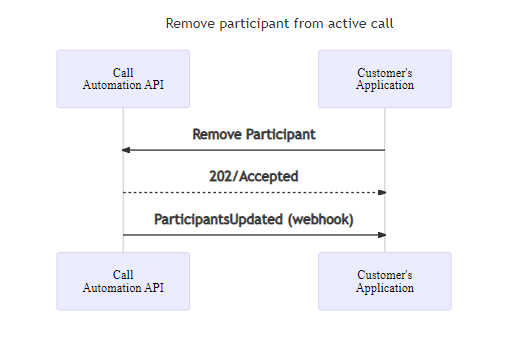 Remove participant from active call
Call
Automation API
Customer's
Application
Remove Participant
202/Accepted
ParticipantsUpdated (webhook)
Call
Automation API
Customer's
Application